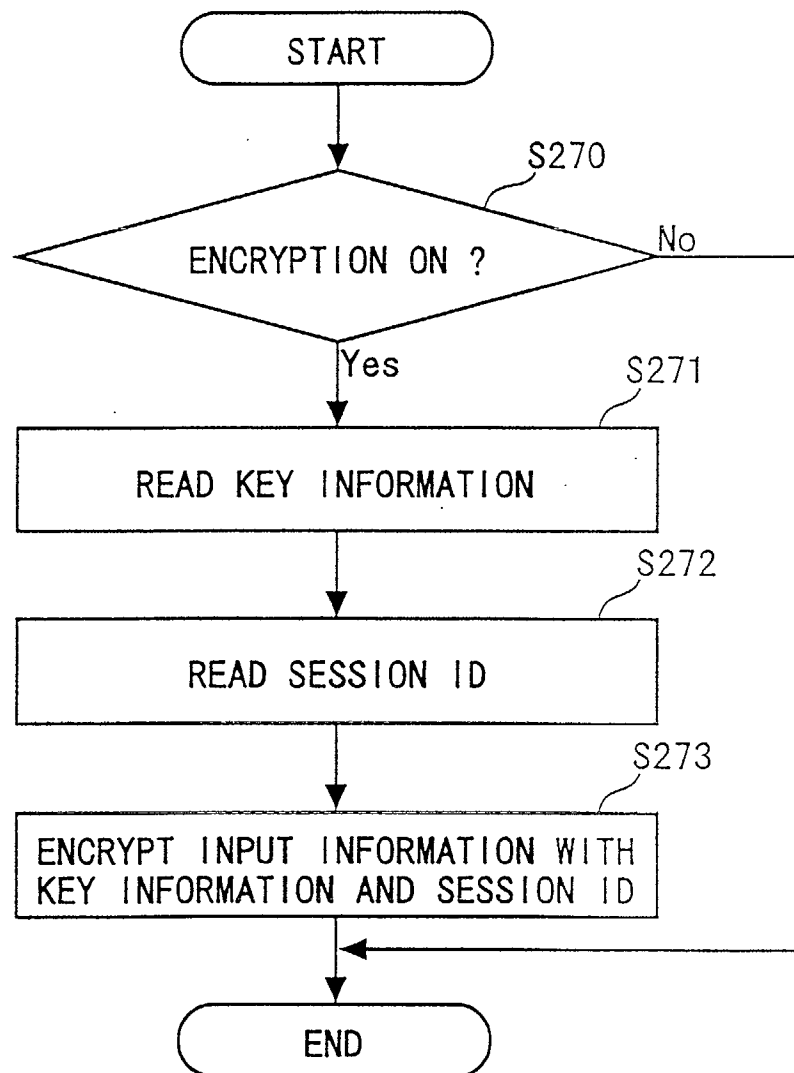 START
S270
ENCRYPTION ON ?
No
Yes
S271
READ KEY INFORMATION
S272
READ SESSION ID
S273
ENCRYPT INPUT INFORMATION WITH
KEY INFORMATION AND SESSION ID
END